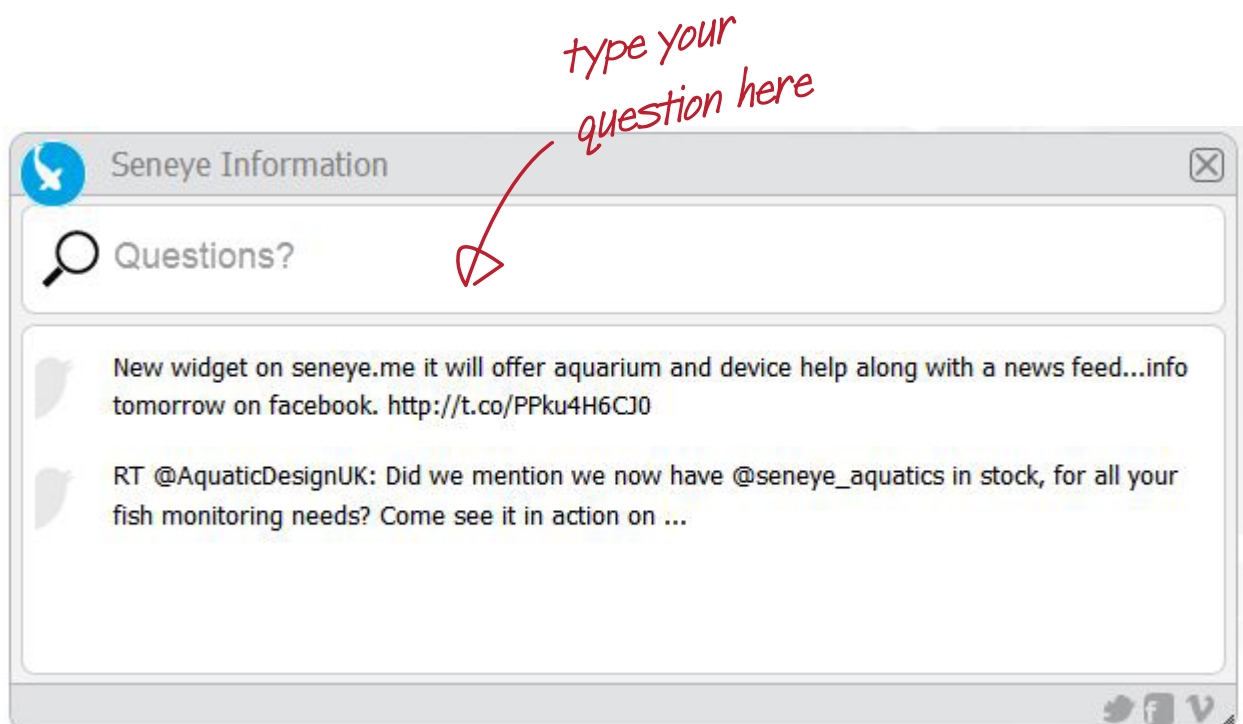 type your
question here
Seneye Information
Questions?
New widget on seneye.me it will offer aquarium and device help along with a news feed...info
tomorrow on facebook. http://t.co/PPku4H6CJ0
RT @AquaticDesignUK: Did we mention we now have @seneye_aquatics in stock, for all your
fish monitoring needs? Come see it in action on ...